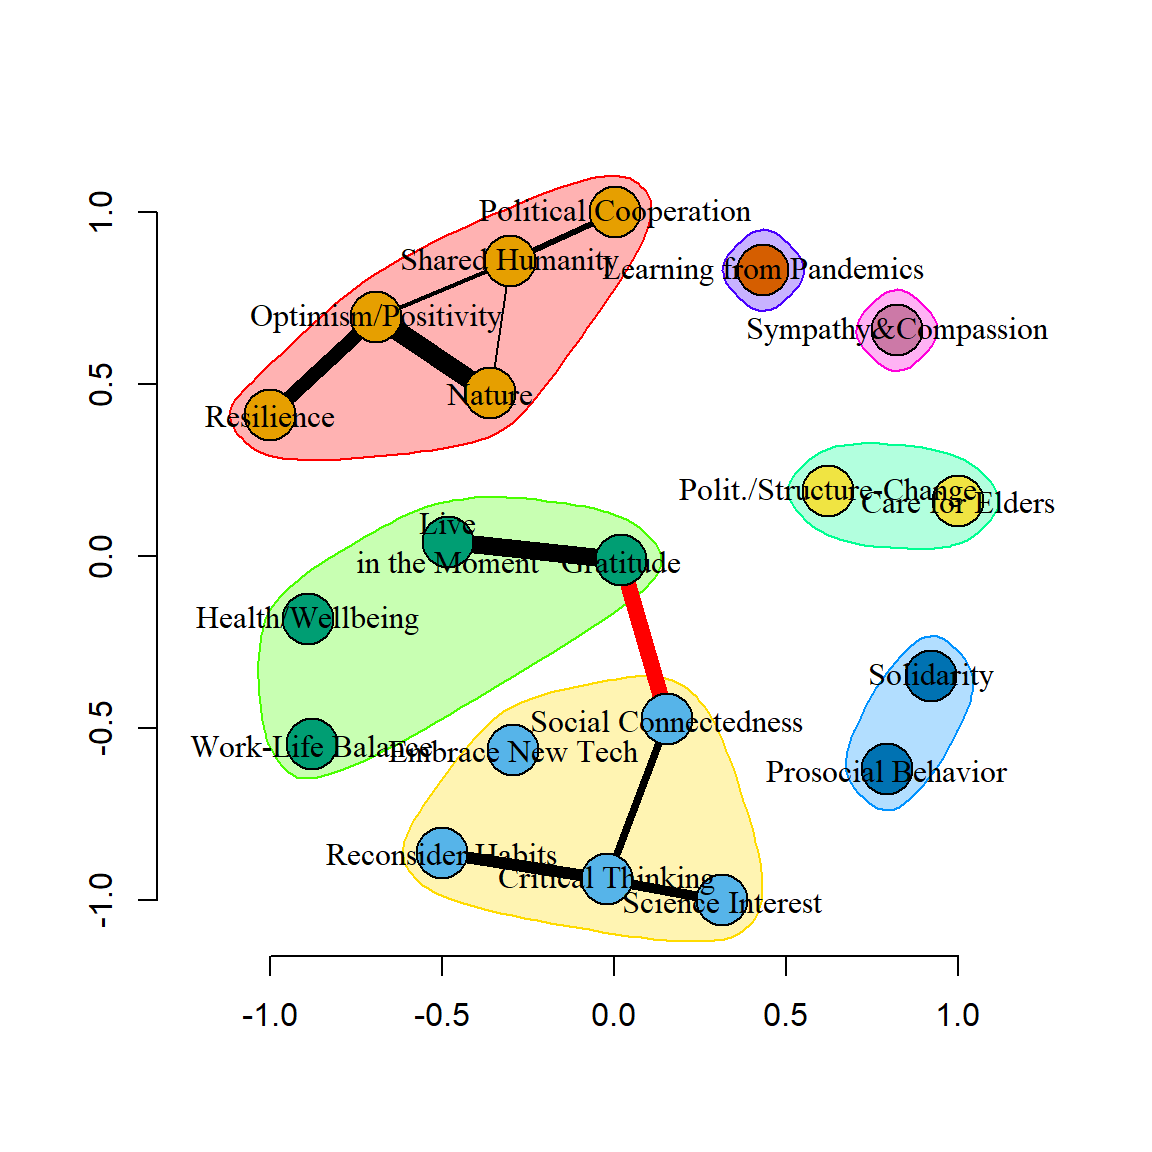 1.0
0.5
0.0
-0.5
-1.0
Political Cooperation
Shared Humanity
Learning from Pandemics
Optimism/Positivity
Sympathy&Compassion
Nature
Resilience
Polit./Structure-Change
Care for Elders
Live
in the Moment
Gratitude
Health/Wellbeing
Solidarity
Social Connectedness
Work-Life Balance
Embrace New Tech
Prosocial Behavior
Reconsider Habits
Critical Thinking
Science Interest
-1.0 -0.5 0.0 0.5 1.0